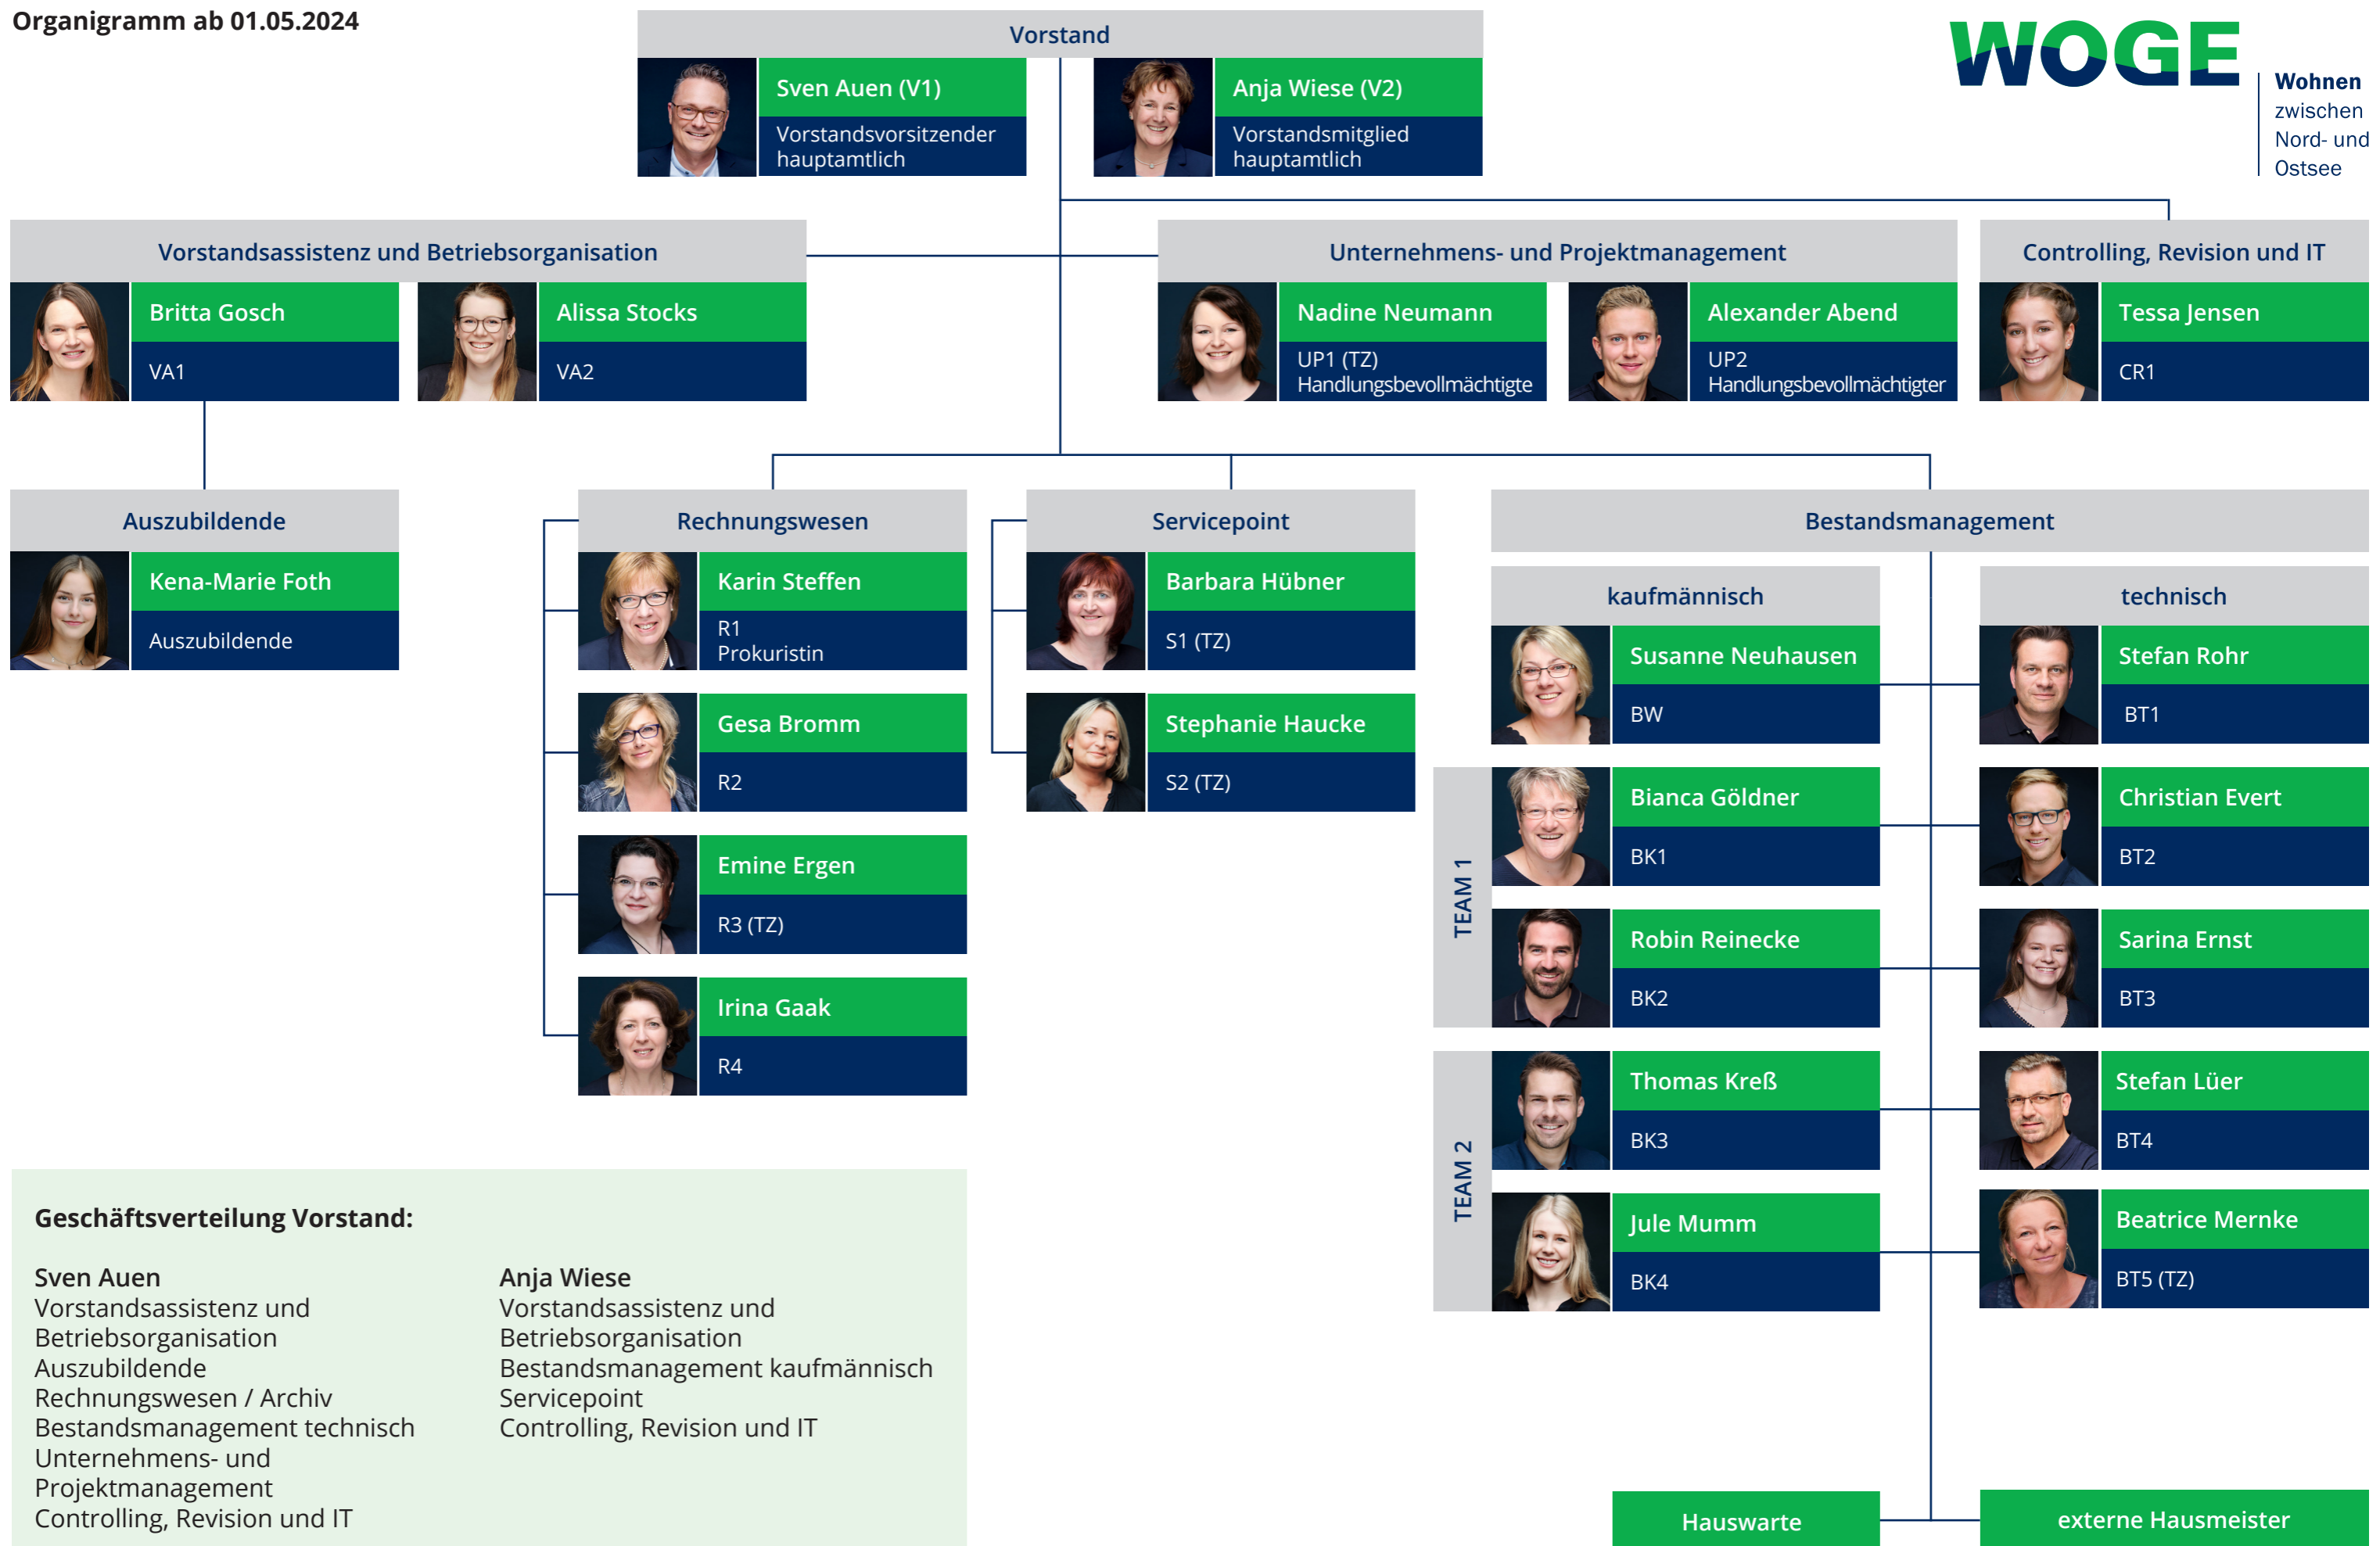 Organigramm ab 01.05.2024
WOGE
Wohnen
zwischen
Nord- und
Ostsee
Vorstand
Sven Auen (V1)
Vorstandsvorsitzender
hauptamtlich
Anja Wiese (V2)
Vorstandsmitglied
hauptamtlich
Vorstandsassistenz und Betriebsorganisation
Britta Gosch
VA1
Alissa Stocks
VA2
Unternehmens- und Projektmanagement
Nadine Neumann
UP1 (TZ)
Handlungsbevollmächtigte
Alexander Abend
UP2
Handlungsbevollmächtigter
Controlling, Revision und IT
Tessa Jensen
CR1
Auszubildende
Kena-Marie Foth
Auszubildende
Rechnungswesen
Karin Steffen
R1
Prokuristin
Gesa Bromm
R2
Emine Ergen
R3 (TZ)
Irina Gaak
R4
Servicepoint
Barbara Hübner
S1 (TZ)
Stephanie Haucke
S2 (TZ)
Bestandsmanagement
kaufmännisch
Susanne Neuhausen
BW
TEAM 1
Bianca Göldner
BK1
Robin Reinecke
BK2
TEAM 2
Thomas Kreß
BK3
Jule Mumm
BK4
technisch
Stefan Rohr
BT1
Christian Evert
BT2
Sarina Ernst
BT3
Stefan Lüer
BT4
Beatrice Mernke
BT5 (TZ)
Hauswarte
externe Hausmeister
Geschäftsverteilung Vorstand:
Sven Auen
Vorstandsassistenz und
Betriebsorganisation
Auszubildende
Rechnungswesen / Archiv
Bestandsmanagement technisch
Unternehmens- und
Projektmanagement
Controlling, Revision und IT
Anja Wiese
Vorstandsassistenz und
Betriebsorganisation
Bestandsmanagement kaufmännisch
Servicepoint
Controlling, Revision und IT